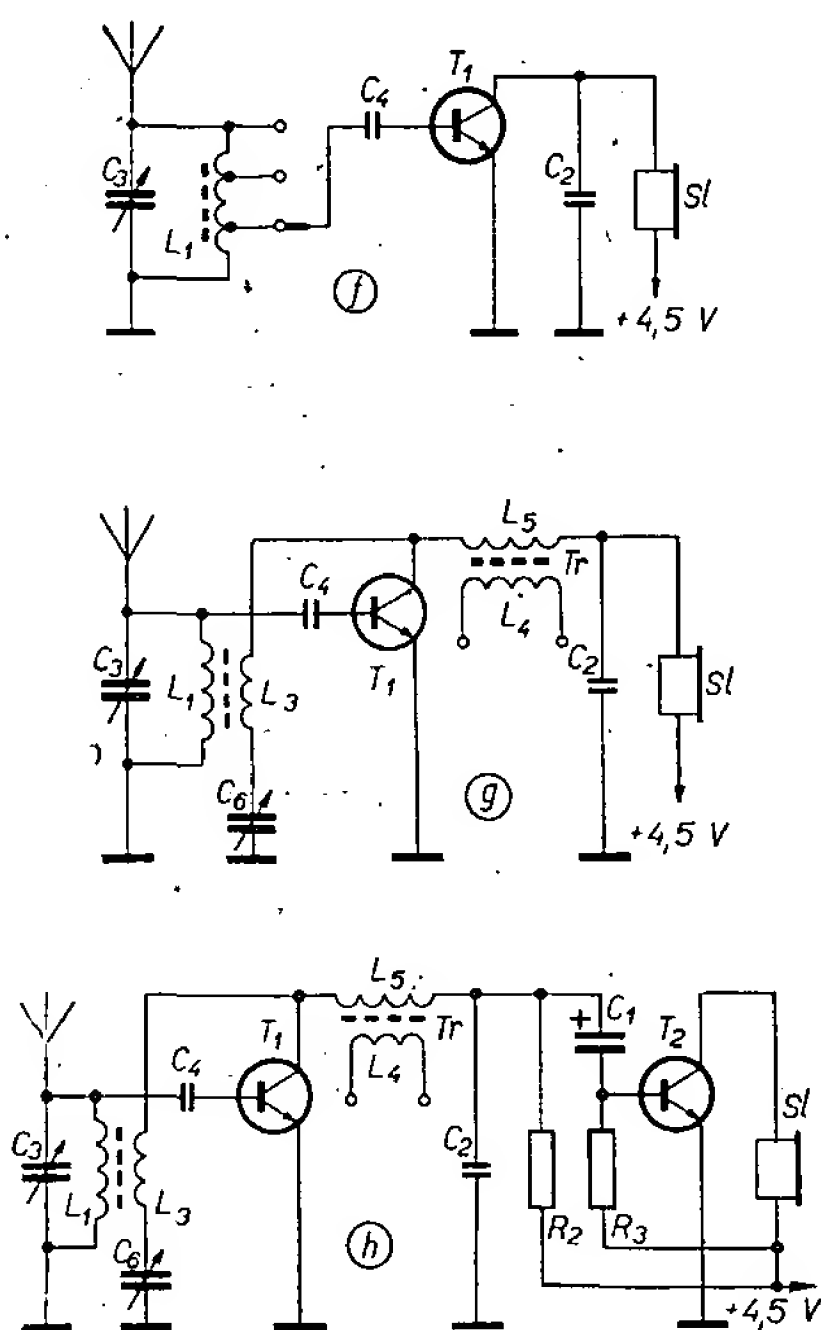 T1
C4
C3
L1
C2
Sl
f
+4,5 V
L5
Tr
L4
C4
T1
C3
L1
L3
C2
Sl
C6
g
+4,5 V
L5
Tr
L4
T1
C4
C1
+
T2
Sl
C3
L1
L3
C2
R2
R3
C6
h
+4,5 V